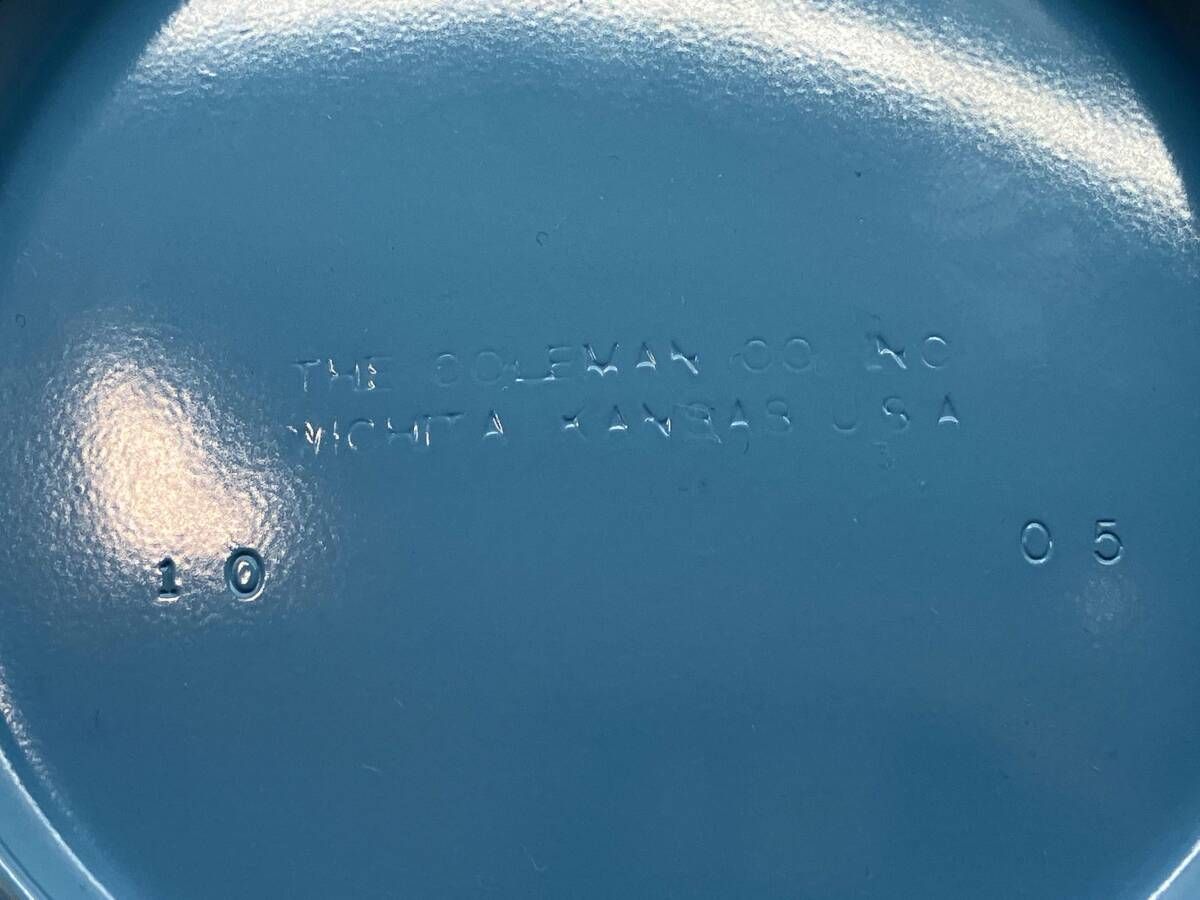 THE COLEMAN CO INC
WICHITA KANSAS USA
10 05